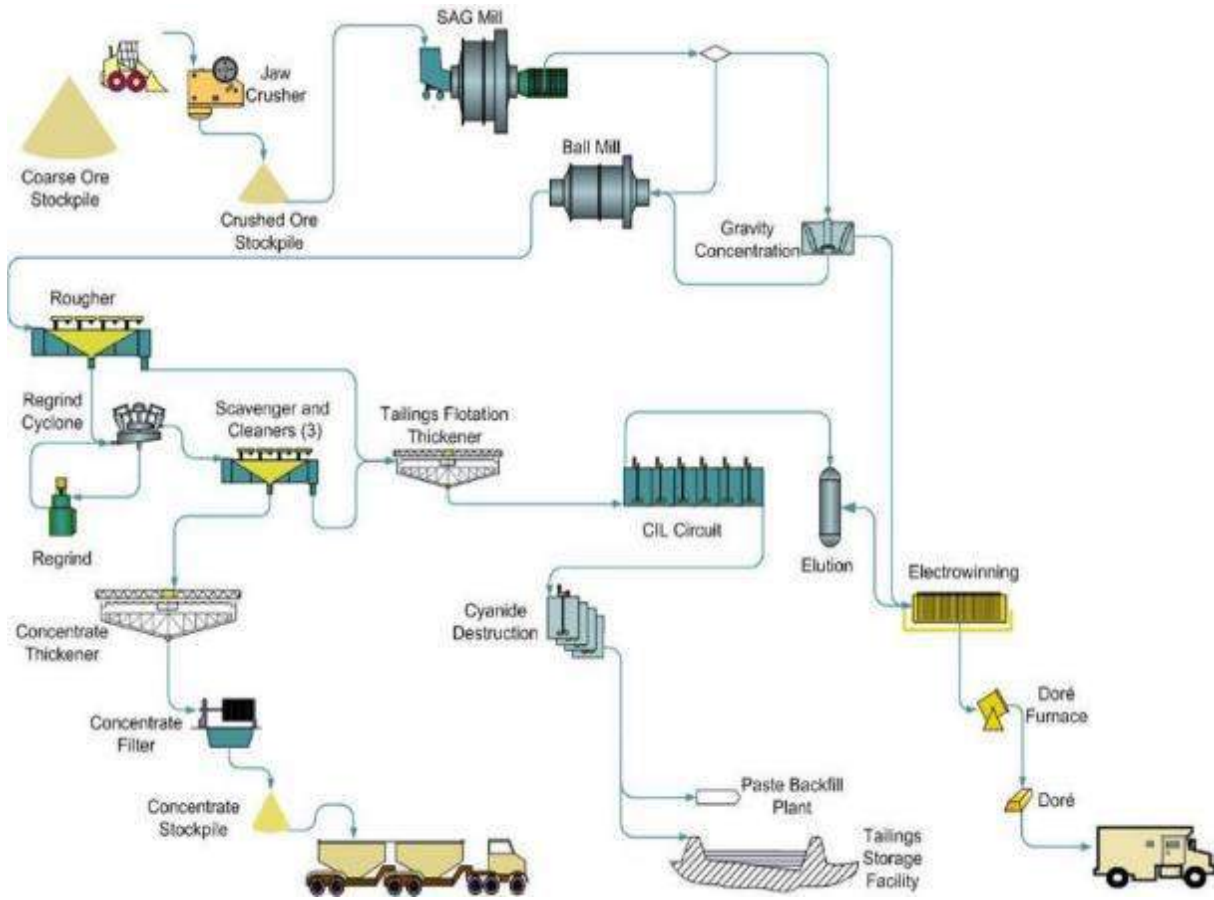 SAG Mill
Jaw
Crusher
Ball Mill
Coarse Ore
Stockpile
Crushed Ore
Stockpile
Gravity
Concentration
Rougher
Regrind
Cyclone
Scavenger and
Cleaners (3)
Tailings Flotation
Thickener
CIL Circuit
Regrind
Elution
Electrowinning
Cyanide
Destruction
Concentrate
Thickener
Doré
Furnace
Concentrate
Filter
Paste Backfill
Plant
Doré
Concentrate
Stockpile
Tailings
Storage
Facility